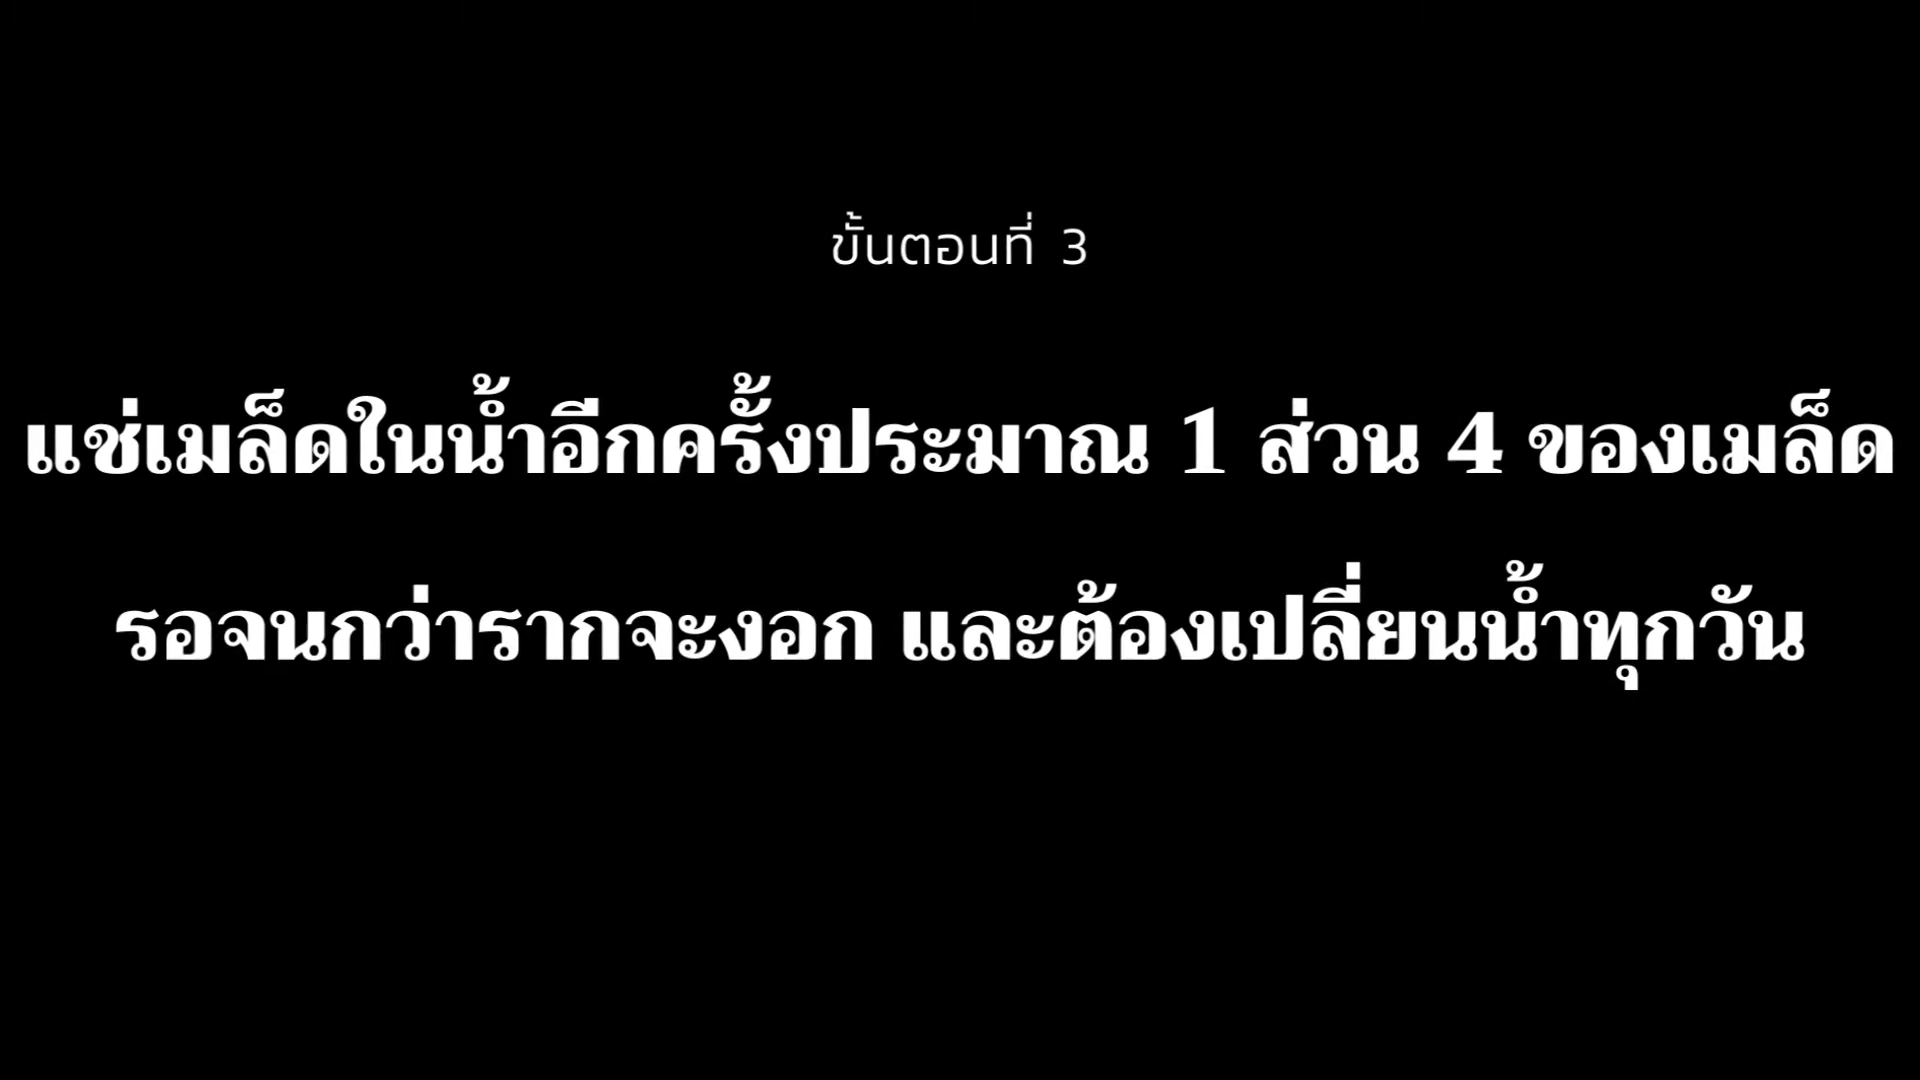 ขั้นตอนที่ 3
แช่เมล็ดในน้ำอีกครั้งประมาณ 1 ส่วน 4 ของเมล็ด
รอจนกว่ารากจะงอก และต้องเปลี่ยนน้ำทุกวัน